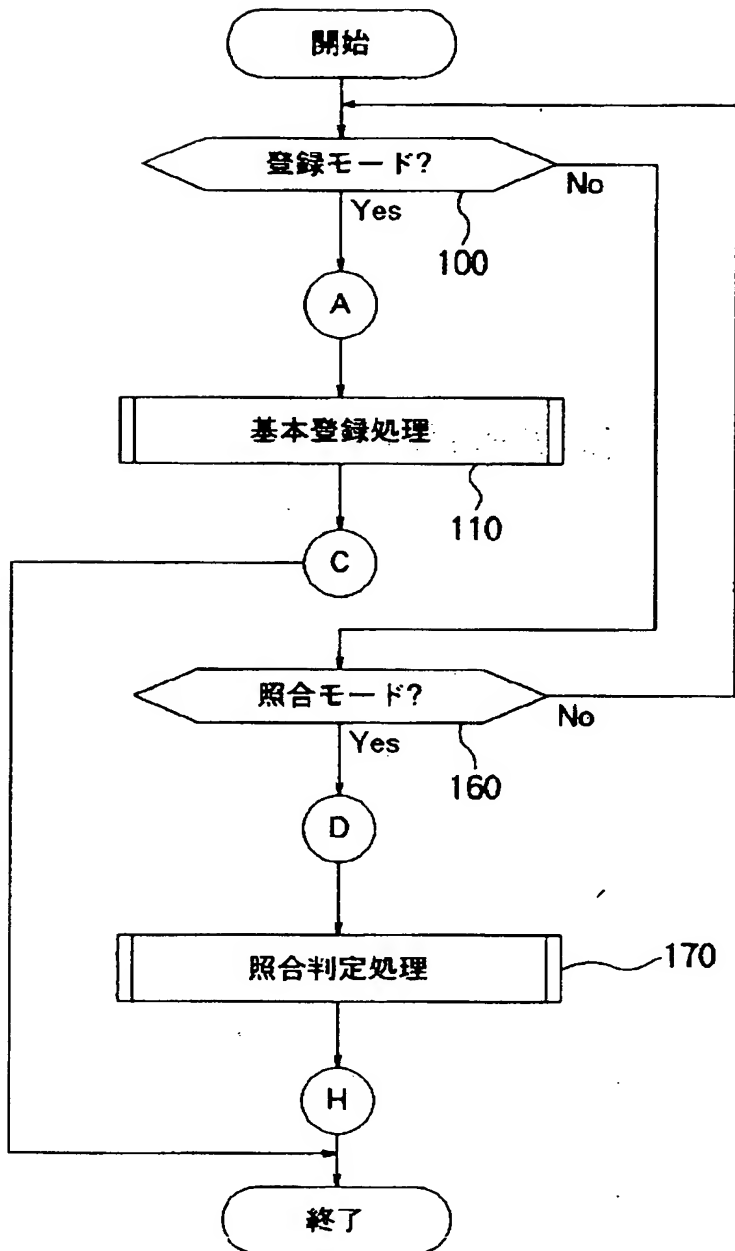 開始
登録モード?
No
Yes
100
A
基本登録処理
110
C
照合モード?
No
Yes
160
D
照合判定処理
170
H
終了